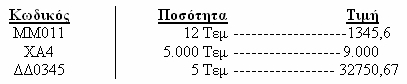 Κωδικός Ποσότητα Τιμή
ΜΜ011 12 Τεμ --------------------1345,6
ΧΑ4 5.000 Τεμ ------------------- 9.000
ΔΔ0345 5 Τεμ ------------------- 32750,67